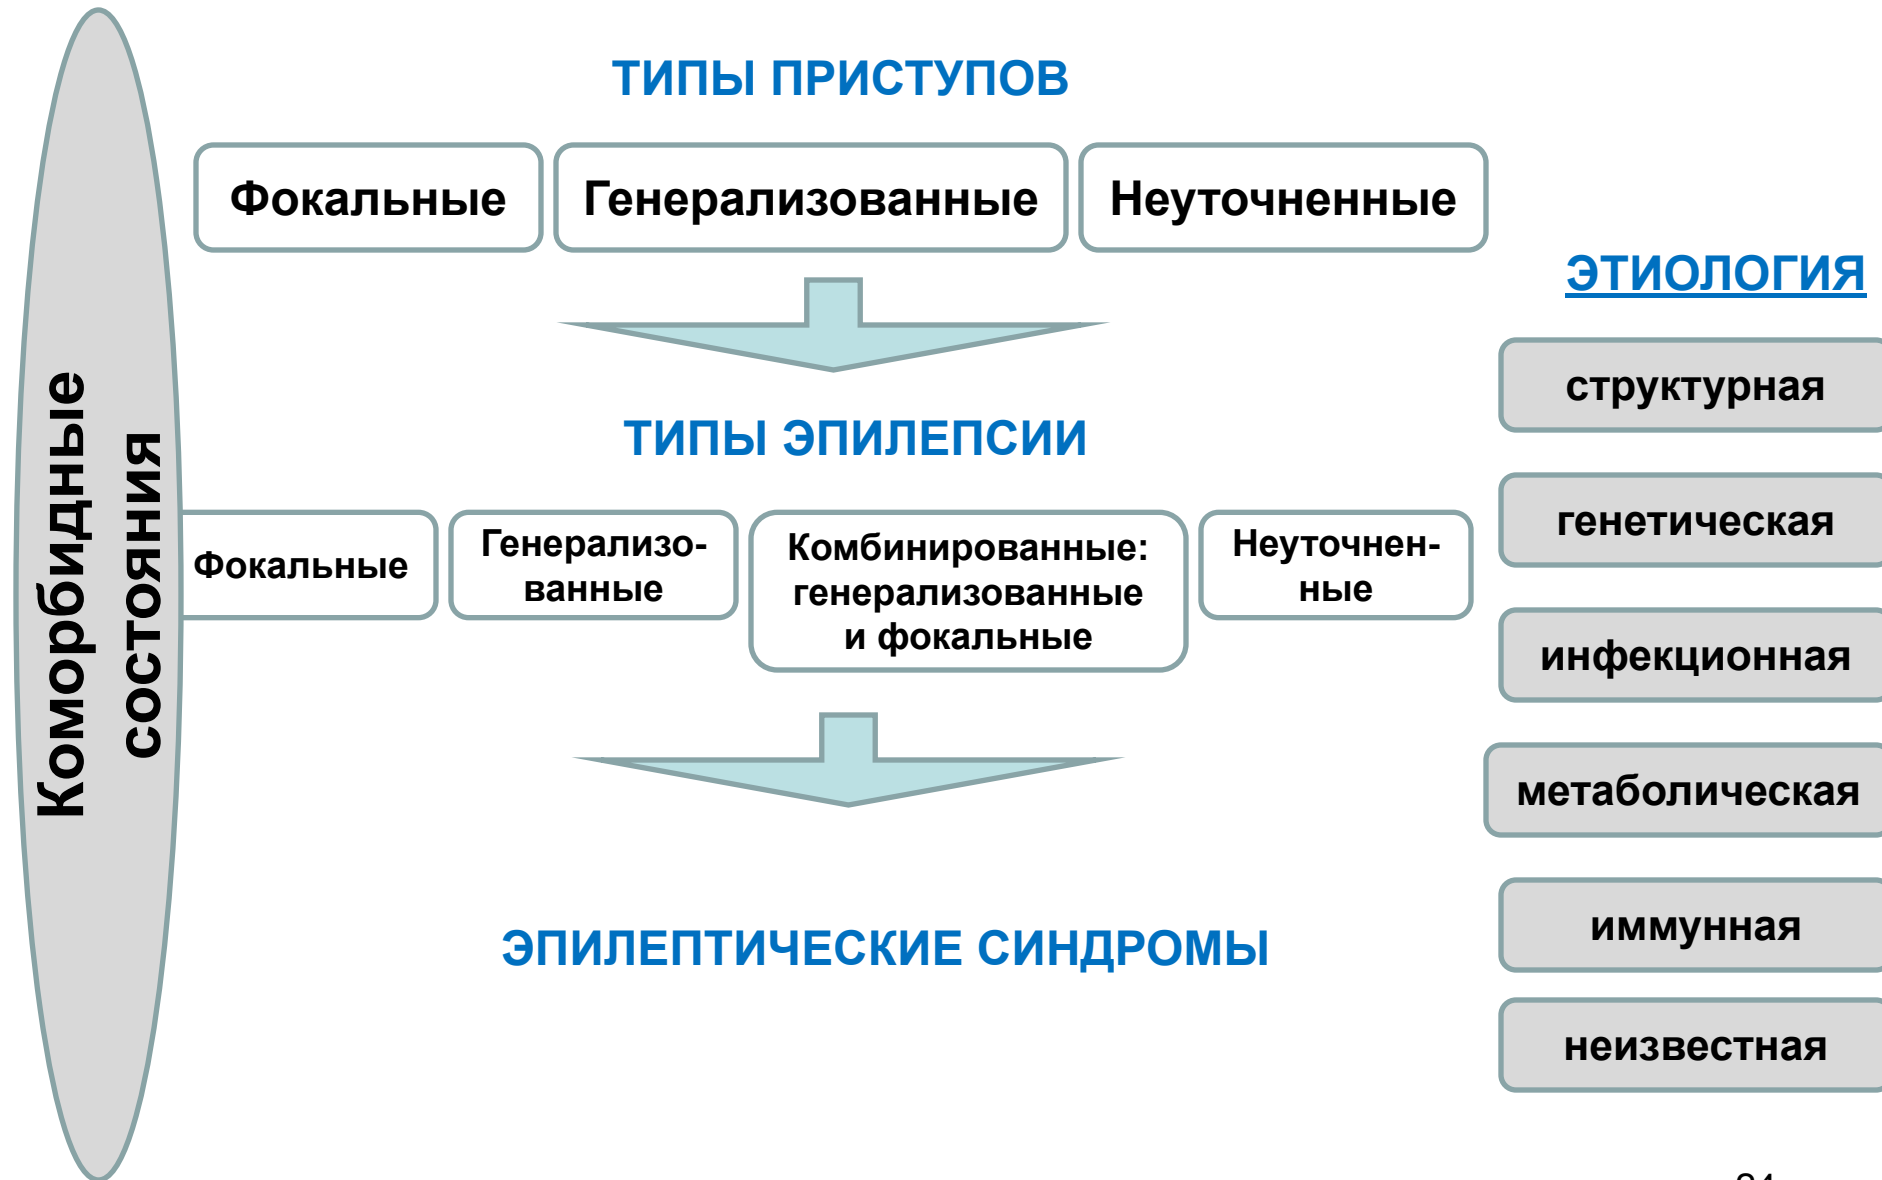 Коморбидные
состояния
ТИПЫ ПРИСТУПОВ
Фокальные
Генерализованные
Неуточненные
ТИПЫ ЭПИЛЕПСИИ
Фокальные
Генерализо-
ванные
Комбинированные:
генерализованные
и фокальные
Неуточнен-
ные
ЭПИЛЕПТИЧЕСКИЕ СИНДРОМЫ
ЭТИОЛОГИЯ
структурная
генетическая
инфекционная
метаболическая
иммунная
неизвестная